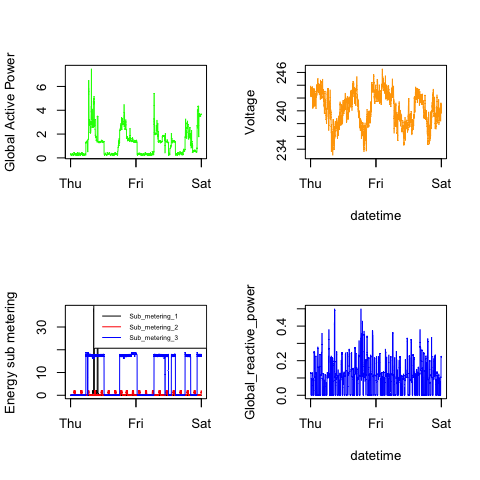 Global Active Power
0 2 4 6
Thu Fri Sat
Voltage
234 240 246
Thu Fri Sat
datetime
Energy sub metering
0 10 30
Sub_metering_1
Sub_metering_2
Sub_metering_3
Thu Fri Sat
Global_reactive_power
0.0 0.2 0.4
Thu Fri Sat
datetime